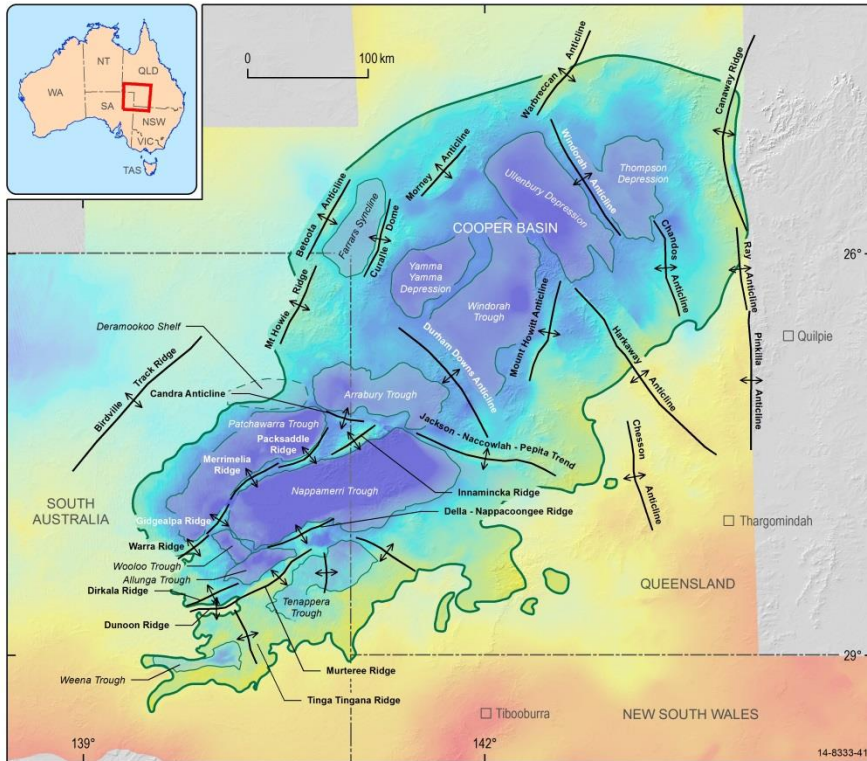 NT
QLD
WA
SA
NSW
VIC
TAS
0
100 km
Warbreccan Anticline
Canaway Ridge
Morney Anticline
Windorah Anticline
Thompson
Depression
Ullenbury Depression
Betoota Anticline
Farrars Syncline
Curalle Dome
COOPER BASIN
Chandos Anticline
Ray Anticline
26°
Yamma
Yamma
Depression
Windorah
Trough
Mt Howie Ridge
Mount Howitt Anticline
Deramookoo Shelf
Durham Downs Anticline
Harkaway Anticline
Pinkilla Anticline
Quilpie
Birdville Track Ridge
Candra Anticline
Arrabury Trough
Patchawarra Trough
Packsaddle
Ridge
Jackson - Naccowlah - Pepita Trend
Chesson Anticline
Merrimelia
Ridge
Nappamerri Trough
Innamincka Ridge
SOUTH
AUSTRALIA
Gidgealpa Ridge
Della - Nappacoongee Ridge
Thargomindah
Warra Ridge
Wooloo Trough
Allunga Trough
Dirkala Ridge
Tenappera
Trough
QUEENSLAND
Dunoon Ridge
Murteree Ridge
29°
Weena Trough
Tinga Tingana Ridge
Tibooburra
NEW SOUTH WALES
139°
142°
14-8333-41